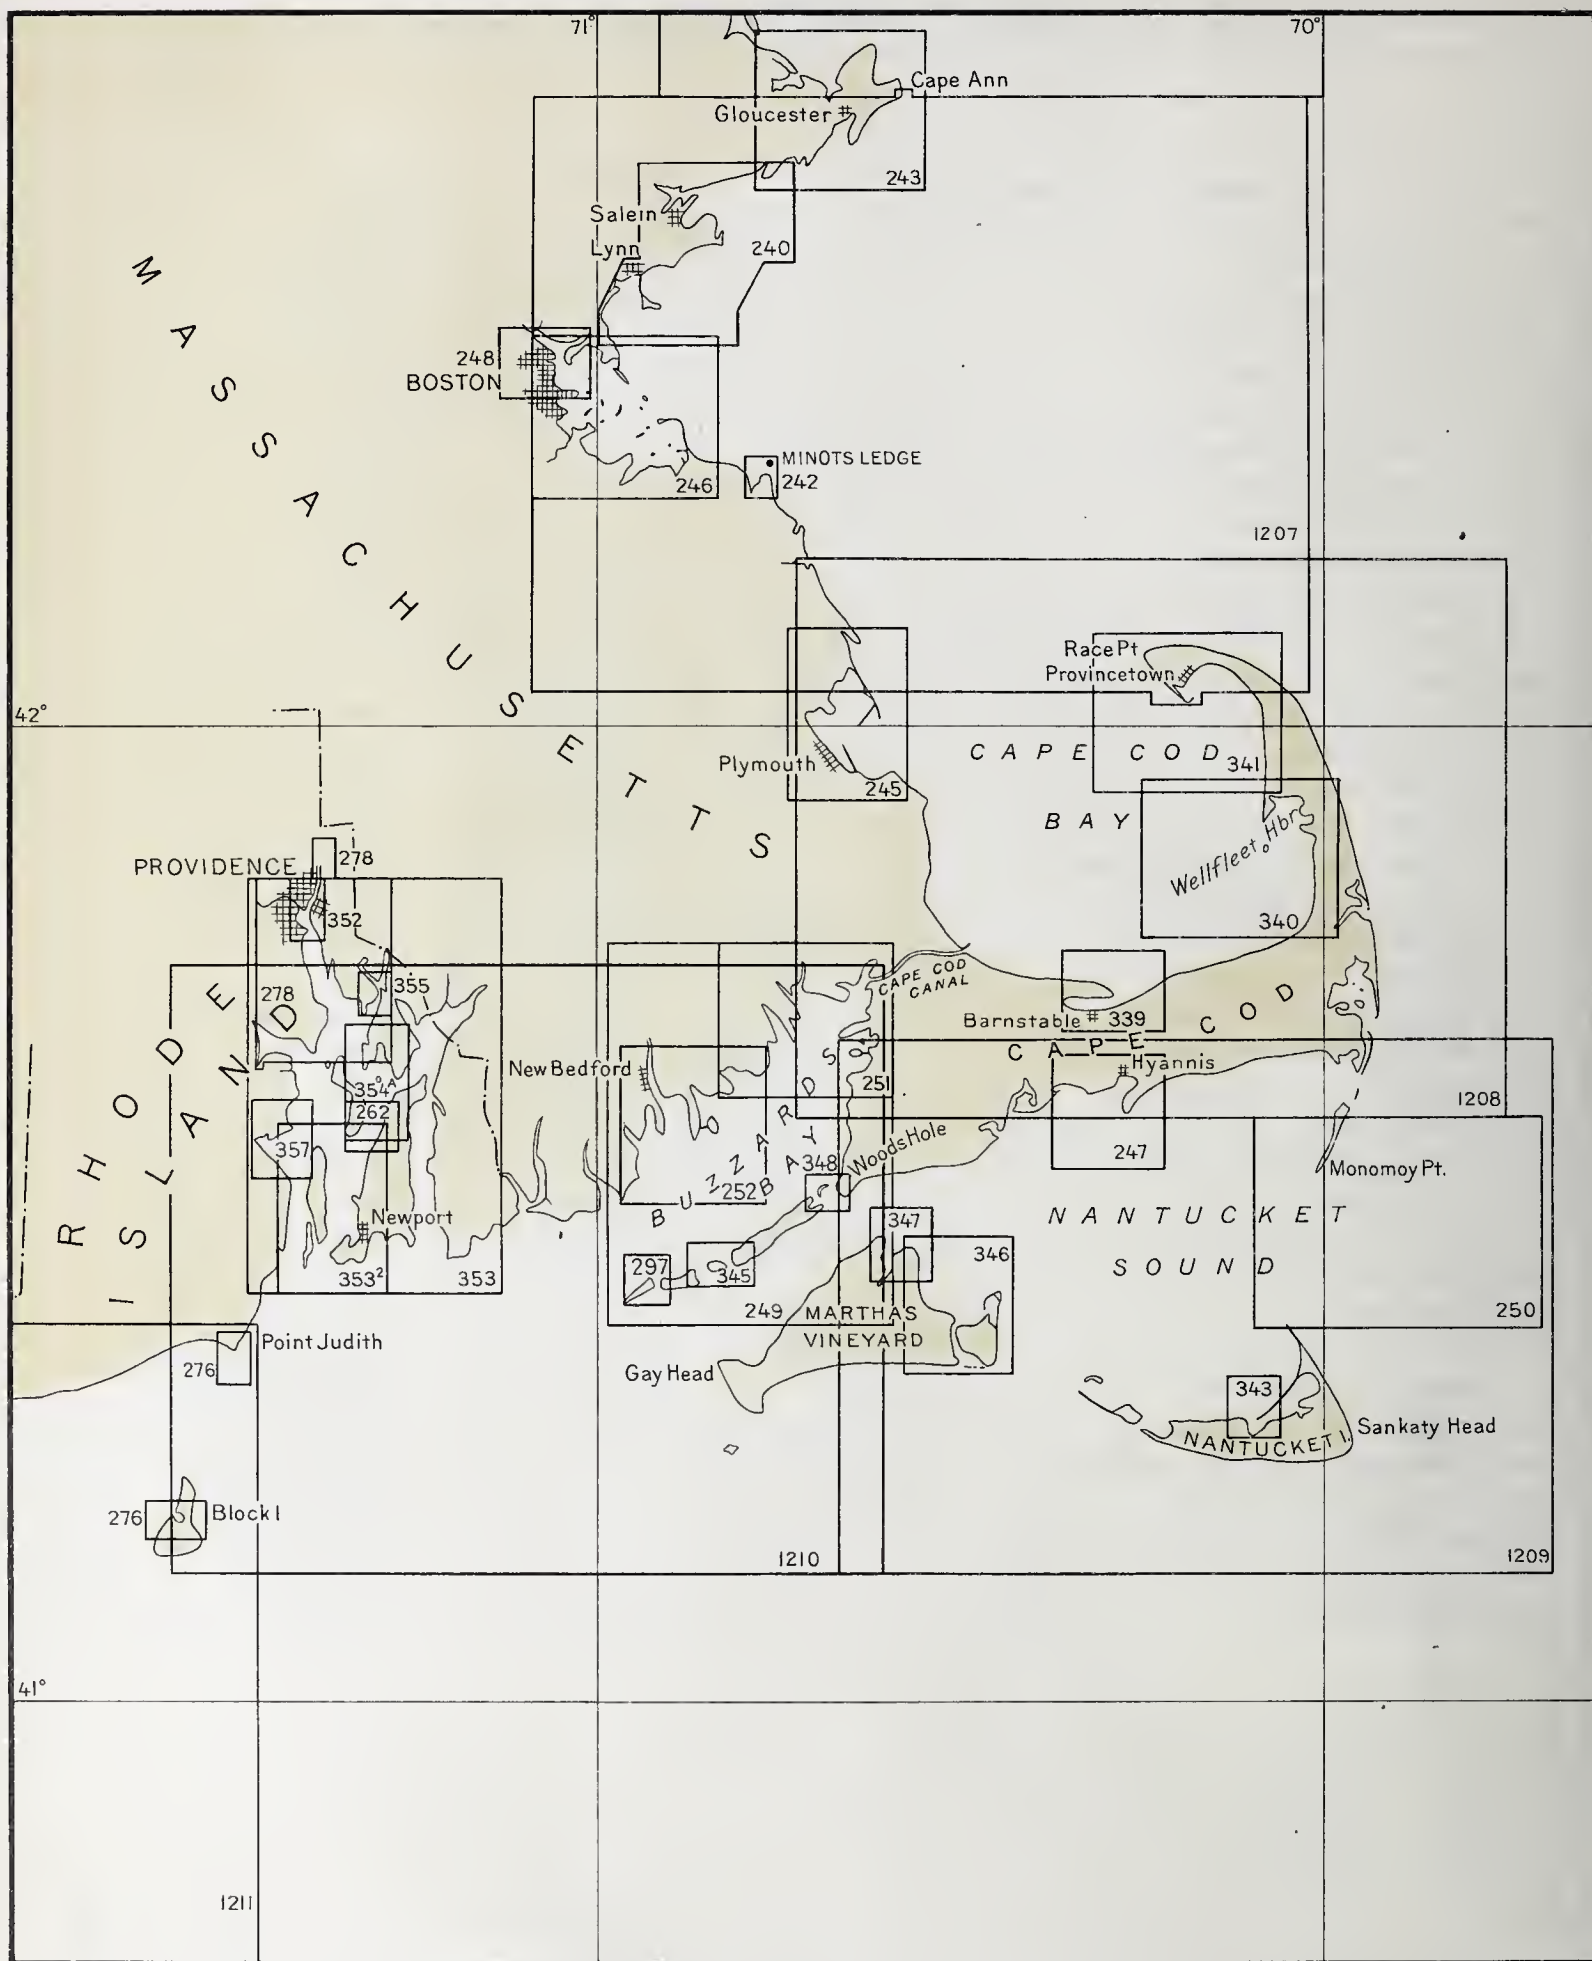 71°
70°
Cape Ann
Gloucester
243
Salem
Lynn
240
MASSACHUSETTS
248
BOSTON
MINOTS LEDGE
246
242
1207
Race Pt
Provincetown
42°
CAPE COD
341
BAY
Plymouth
245
Wellfleet Hbr
340
PROVIDENCE
278
352
355
278
CAPE COD
CANAL
Barnstable
339
CAPE COD
Hyannis
New Bedford
251
354
262
1208
RHODE
ISLAND
357
BUZZARDS
BAY
348
Woods Hole
247
252
Monomoy Pt.
Newport
347
NANTUCKET
SOUND
346
297
345
353²
353
249
MARTHAS
VINEYARD
250
Point Judith
276
Gay Head
343
Sankaty Head
NANTUCKET I.
276
Block I
1210
1209
41°
1211